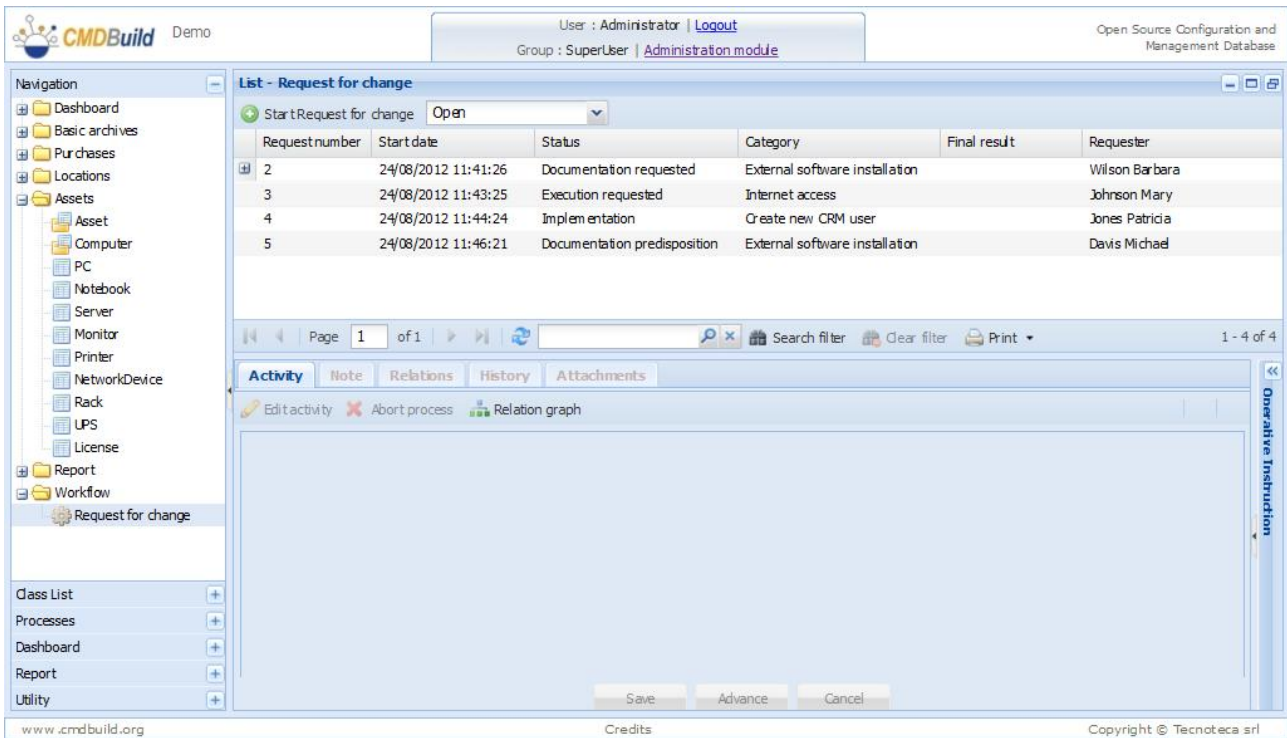 CMDBuild Demo
User : Administrator | Logout
Group : SuperUser | Administration module
Open Source Configuration and
Management Database
Navigation
Dashboard
Basic archives
Purchases
Locations
Assets
Asset
Computer
PC
Notebook
Server
Monitor
Printer
NetworkDevice
Rack
UPS
License
Report
Workflow
Request for change
Class List
Processes
Dashboard
Report
Utility
List - Request for change
Start Request for change Open
Request number Start date Status Category Final result Requester
2 24/08/2012 11:41:26 Documentation requested External software installation Wilson Barbara
3 24/08/2012 11:43:25 Execution requested Internet access Johnson Mary
4 24/08/2012 11:44:24 Implementation Create new CRM user Jones Patricia
5 24/08/2012 11:46:21 Documentation predisposition External software installation Davis Michael
Page 1 of 1 Search filter Clear filter Print 1 - 4 of 4
Activity Note Relations History Attachments
Edit activity Abort process Relation graph
Operative Instruction
Save Advance Cancel
www.cmdbuild.org Credits Copyright © Tecnoteca srl